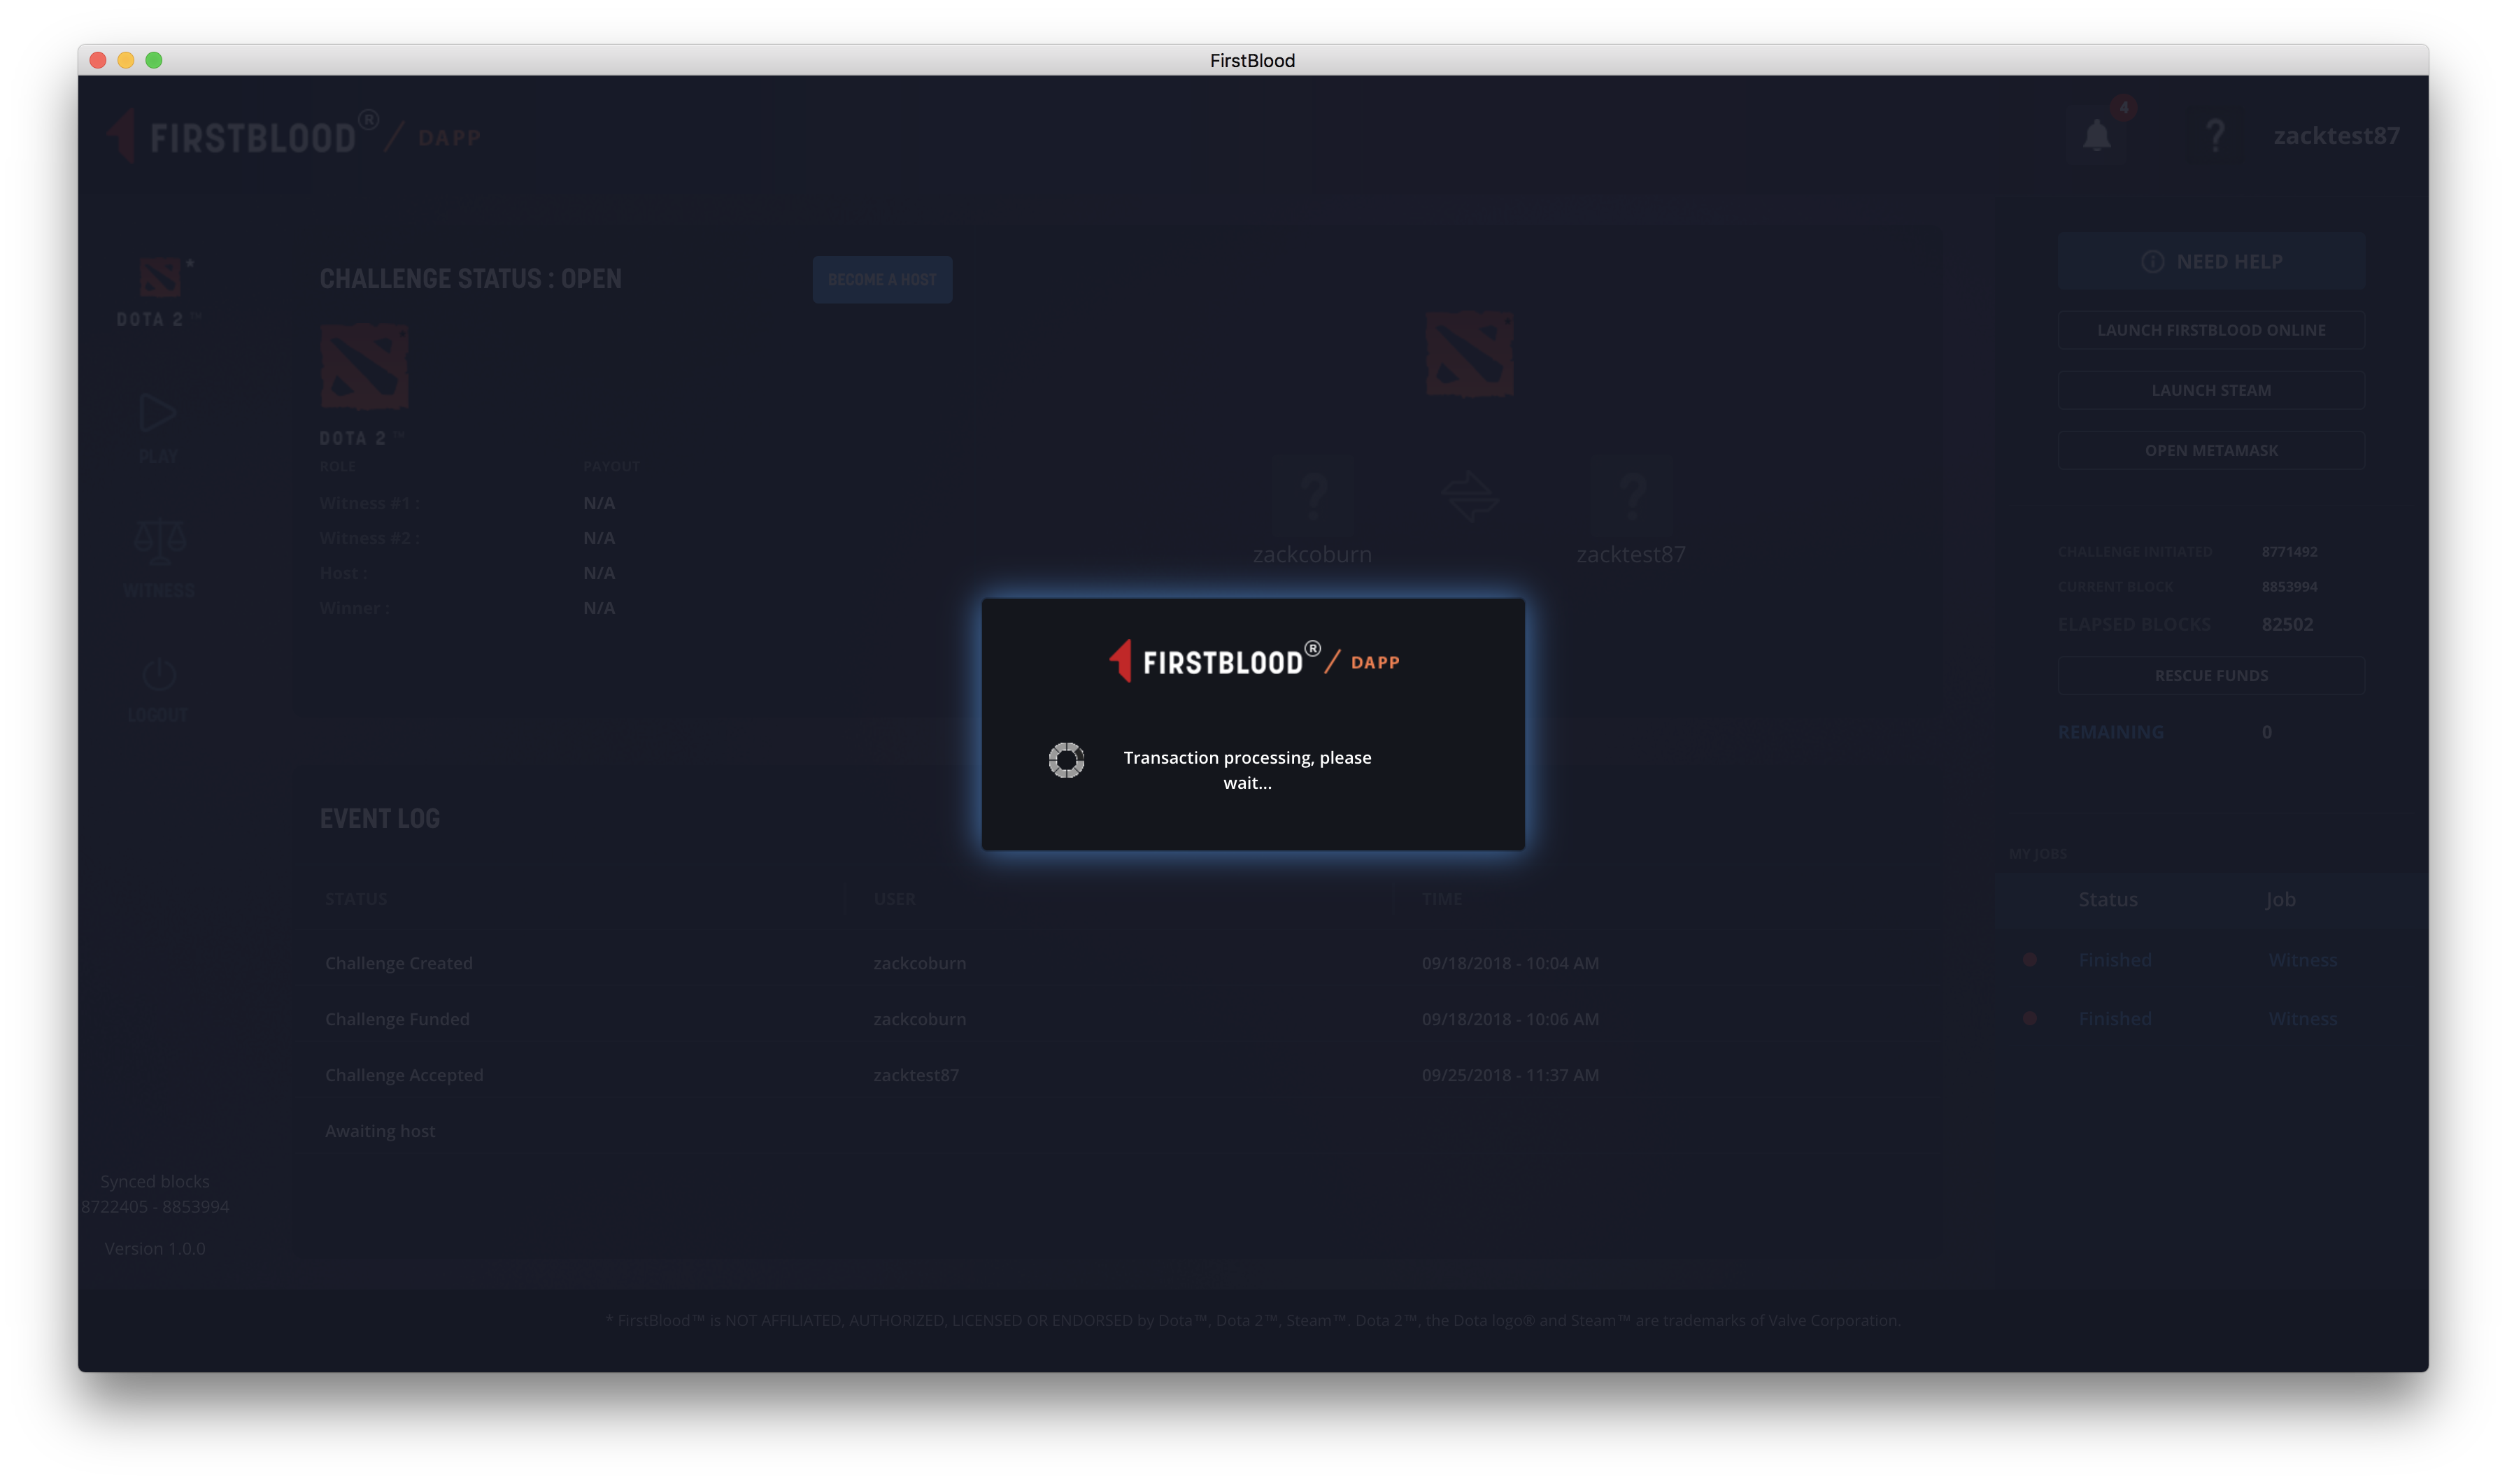 FirstBlood
FIRSTBLOOD® / DAPP
4
?
zacktest87
*
DOTA 2 ™
PLAY
WITNESS
LOGOUT
Synced blocks
8722405 - 8853994
Version 1.0.0
CHALLENGE STATUS : OPEN
BECOME A HOST
DOTA 2 ™
ROLE PAYOUT
Witness #1 : N/A
Witness #2 : N/A
Host : N/A
Winner : N/A
? ?
zackcoburn zacktest87
FIRSTBLOOD® / DAPP
Transaction processing, please
wait...
EVENT LOG
STATUS USER TIME
Challenge Created zackcoburn 09/18/2018 - 10:04 AM
Challenge Funded zackcoburn 09/18/2018 - 10:06 AM
Challenge Accepted zacktest87 09/25/2018 - 11:37 AM
Awaiting host
NEED HELP
LAUNCH FIRSTBLOOD ONLINE
LAUNCH STEAM
OPEN METAMASK
CHALLENGE INITIATED 8771492
CURRENT BLOCK 8853994
ELAPSED BLOCKS 82502
RESCUE FUNDS
REMAINING 0
MY JOBS
Status Job
Finished Witness
Finished Witness
* FirstBlood™ is NOT AFFILIATED, AUTHORIZED, LICENSED OR ENDORSED by Dota™, Dota 2™, Steam™. Dota 2™, the Dota logo® and Steam™ are trademarks of Valve Corporation.